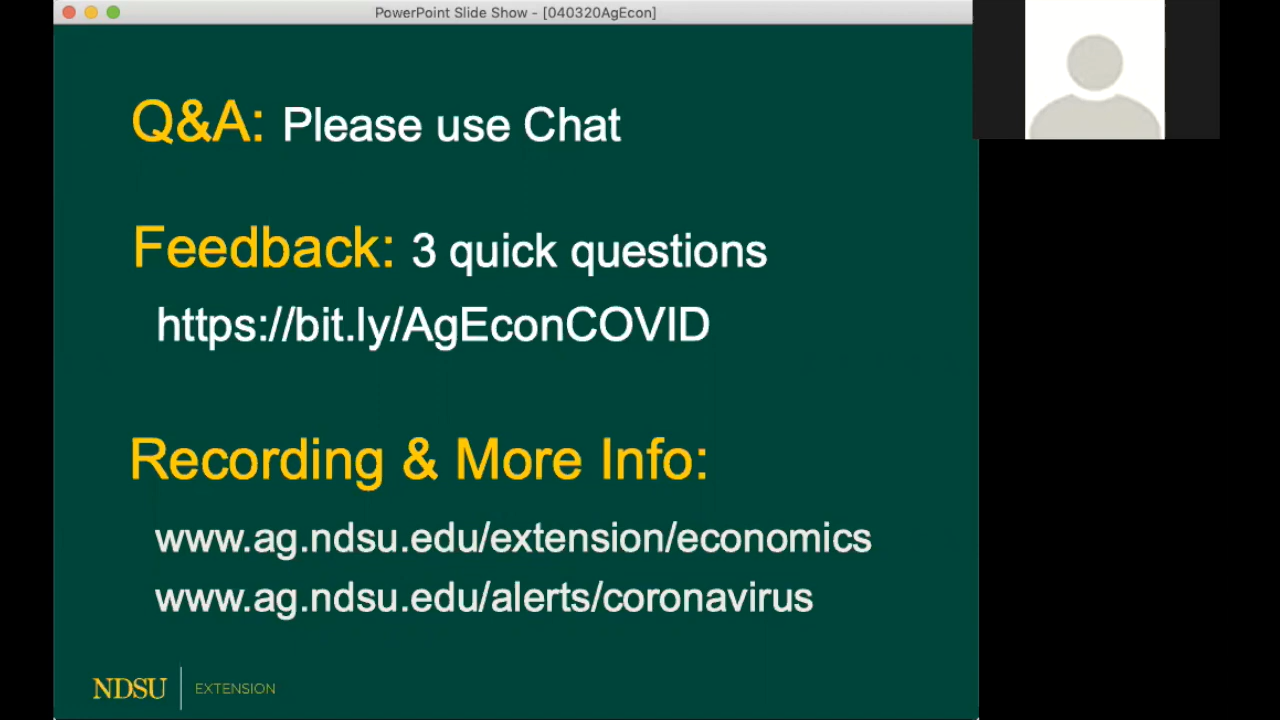 PowerPoint Slide Show - [040320AgEcon]
Q&A: Please use Chat
Feedback: 3 quick questions
https://bit.ly/AgEconCOVID
Recording & More Info:
www.ag.ndsu.edu/extension/economics
www.ag.ndsu.edu/alerts/coronavirus
NDSU EXTENSION